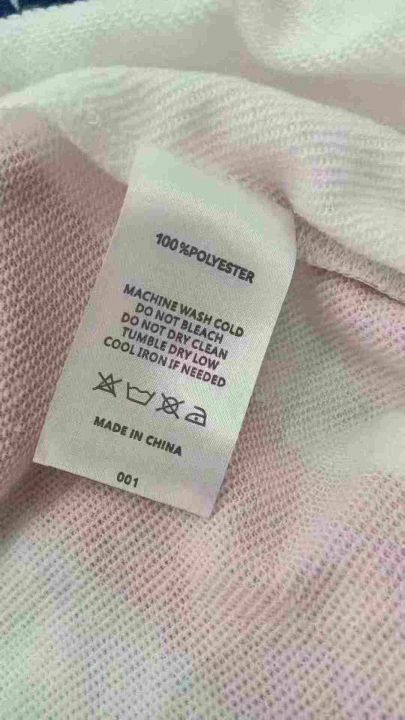 100%POLYESTER
MACHINE WASH COLD
DO NOT BLEACH
DO NOT DRY CLEAN
TUMBLE DRY LOW
COOL IRON IF NEEDED
MADE IN CHINA
001